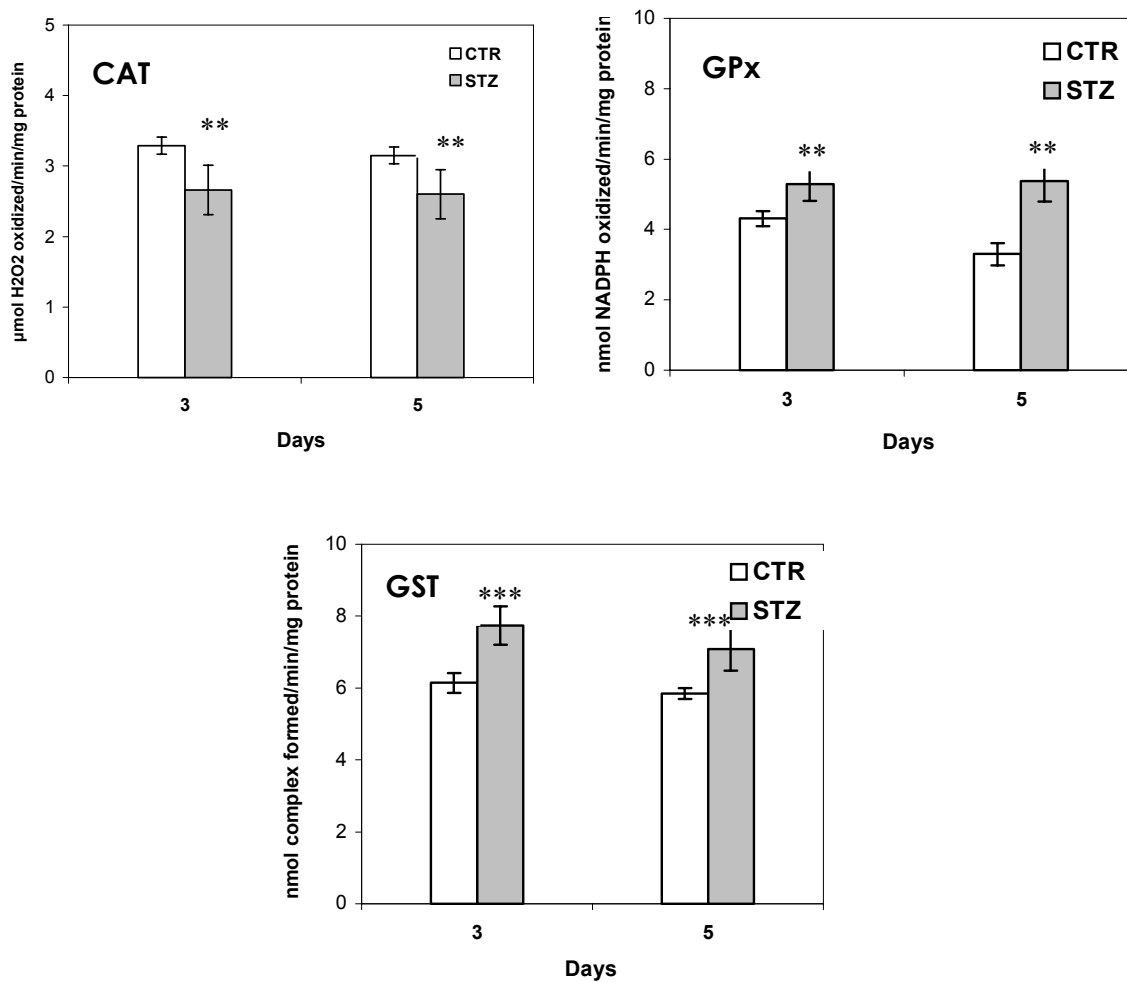 CAT
CTR
STZ
** **
5
4
3
2
1
0
µmol H2O2 oxidized/min/mg protein
3 5
Days
GPx
CTR
STZ
** **
10
8
6
4
2
0
nmol NADPH oxidized/min/mg protein
3 5
Days
GST
CTR
STZ
*** ***
10
8
6
4
2
0
nmol complex formed/min/mg protein
3 5
Days